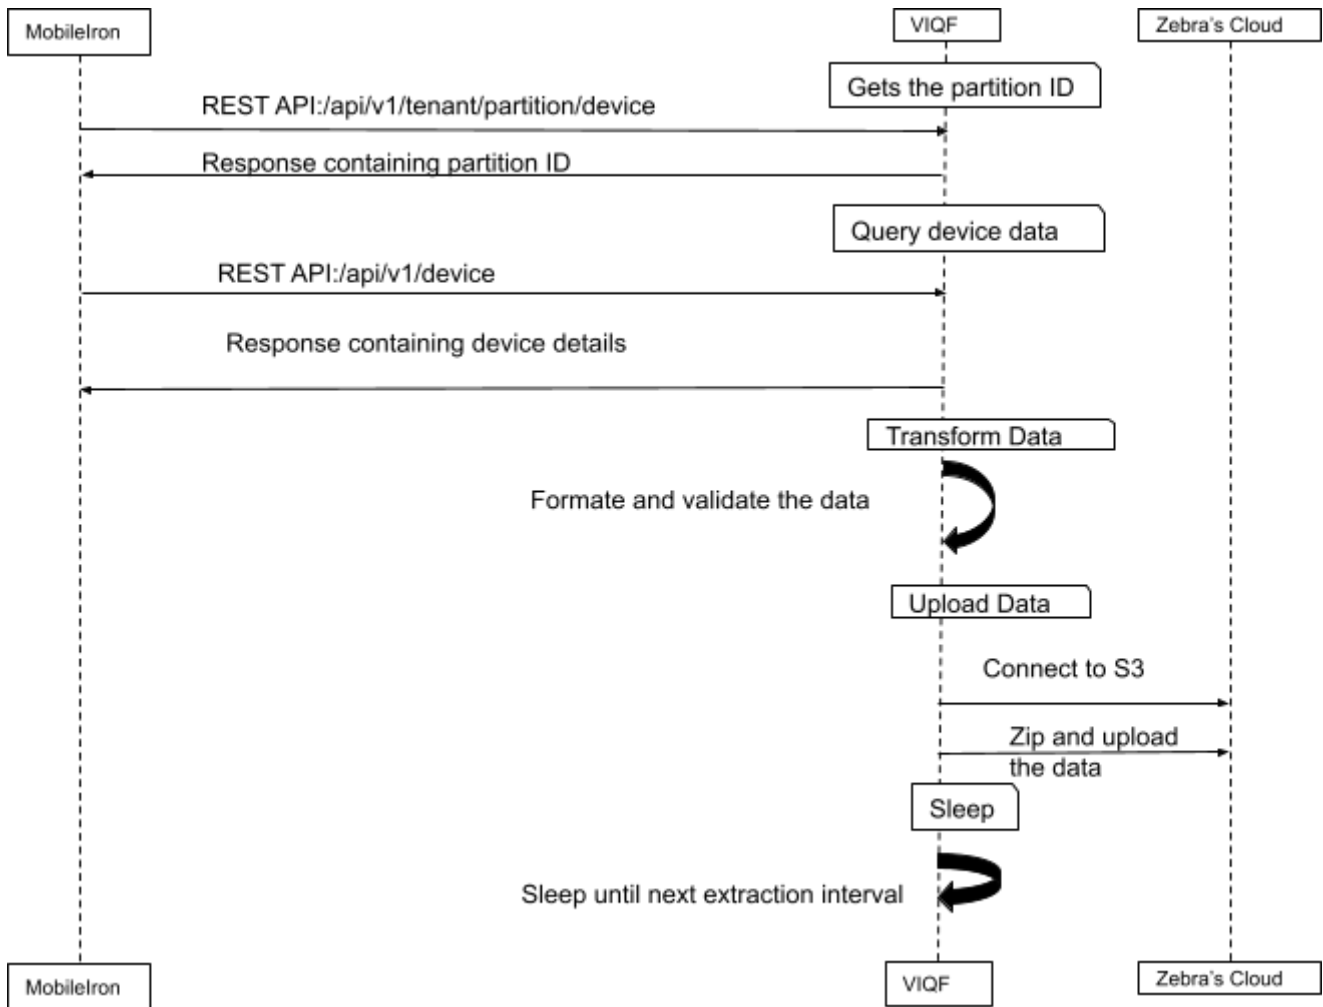 MobileIron
VIQF
Zebra's Cloud
Gets the partition ID
REST API:/api/v1/tenant/partition/device
Response containing partition ID
Query device data
REST API:/api/v1/device
Response containing device details
Transform Data
Formate and validate the data
Upload Data
Connect to S3
Zip and upload
the data
Sleep
Sleep until next extraction interval
MobileIron
VIQF
Zebra's Cloud